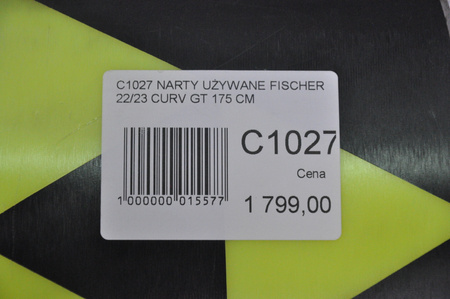 C1027 NARTY UŻYWANE FISCHER
22/23 CURV GT 175 CM
C1027
Cena
1 000000 015577
1 799,00